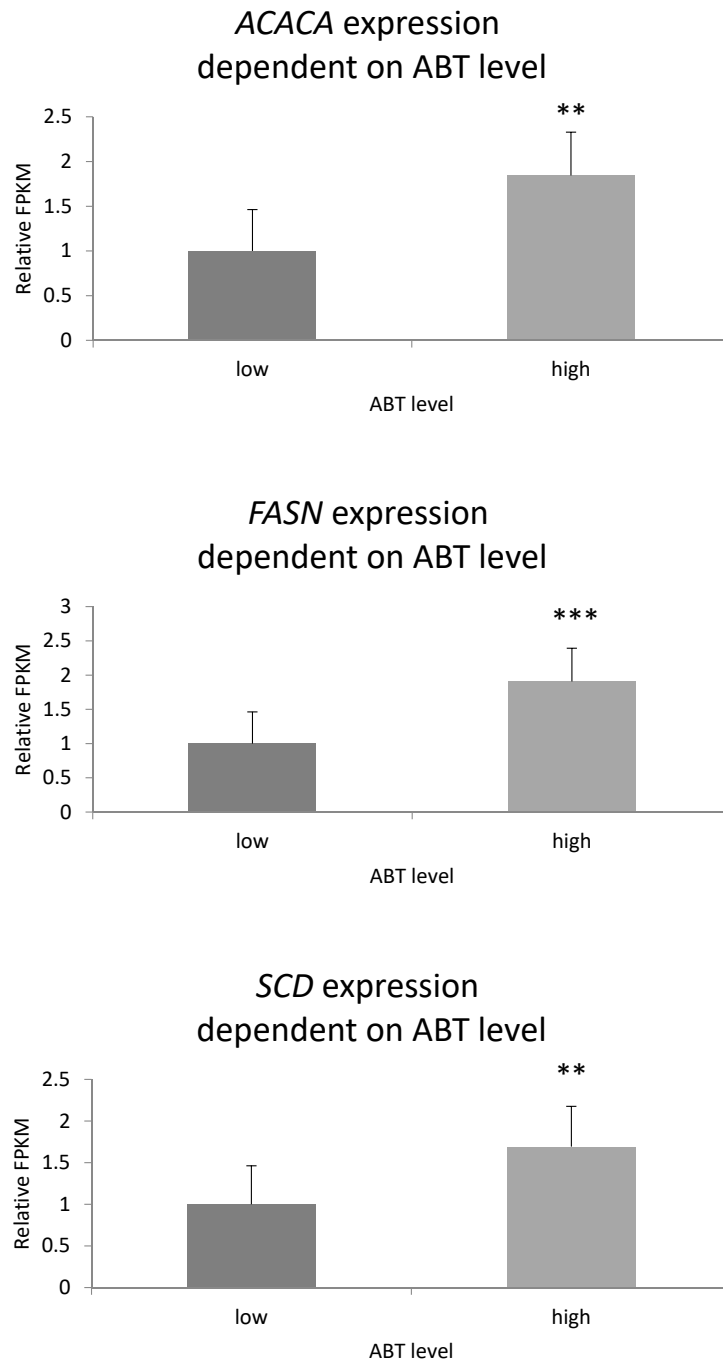 ACACA expression
dependent on ABT level
2.5
**
2
1.5
1
0.5
0
Relative FPKM
low
high
ABT level
FASN expression
dependent on ABT level
3
***
2.5
2
1.5
1
0.5
0
Relative FPKM
low
high
ABT level
SCD expression
dependent on ABT level
2.5
**
2
1.5
1
0.5
0
Relative FPKM
low
high
ABT level